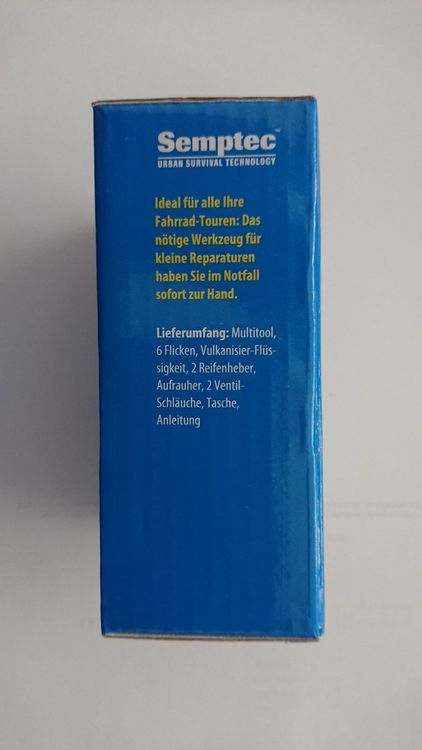 Semptec™
URBAN SURVIVAL TECHNOLOGY
Ideal für alle Ihre
Fahrrad-Touren: Das
nötige Werkzeug für
kleine Reparaturen
haben Sie im Notfall
sofort zur Hand.
Lieferumfang: Multitool,
6 Flicken, Vulkanisier-Flüs-
sigkeit, 2 Reifenheber,
Aufrauher, 2 Ventil-
Schläuche, Tasche,
Anleitung